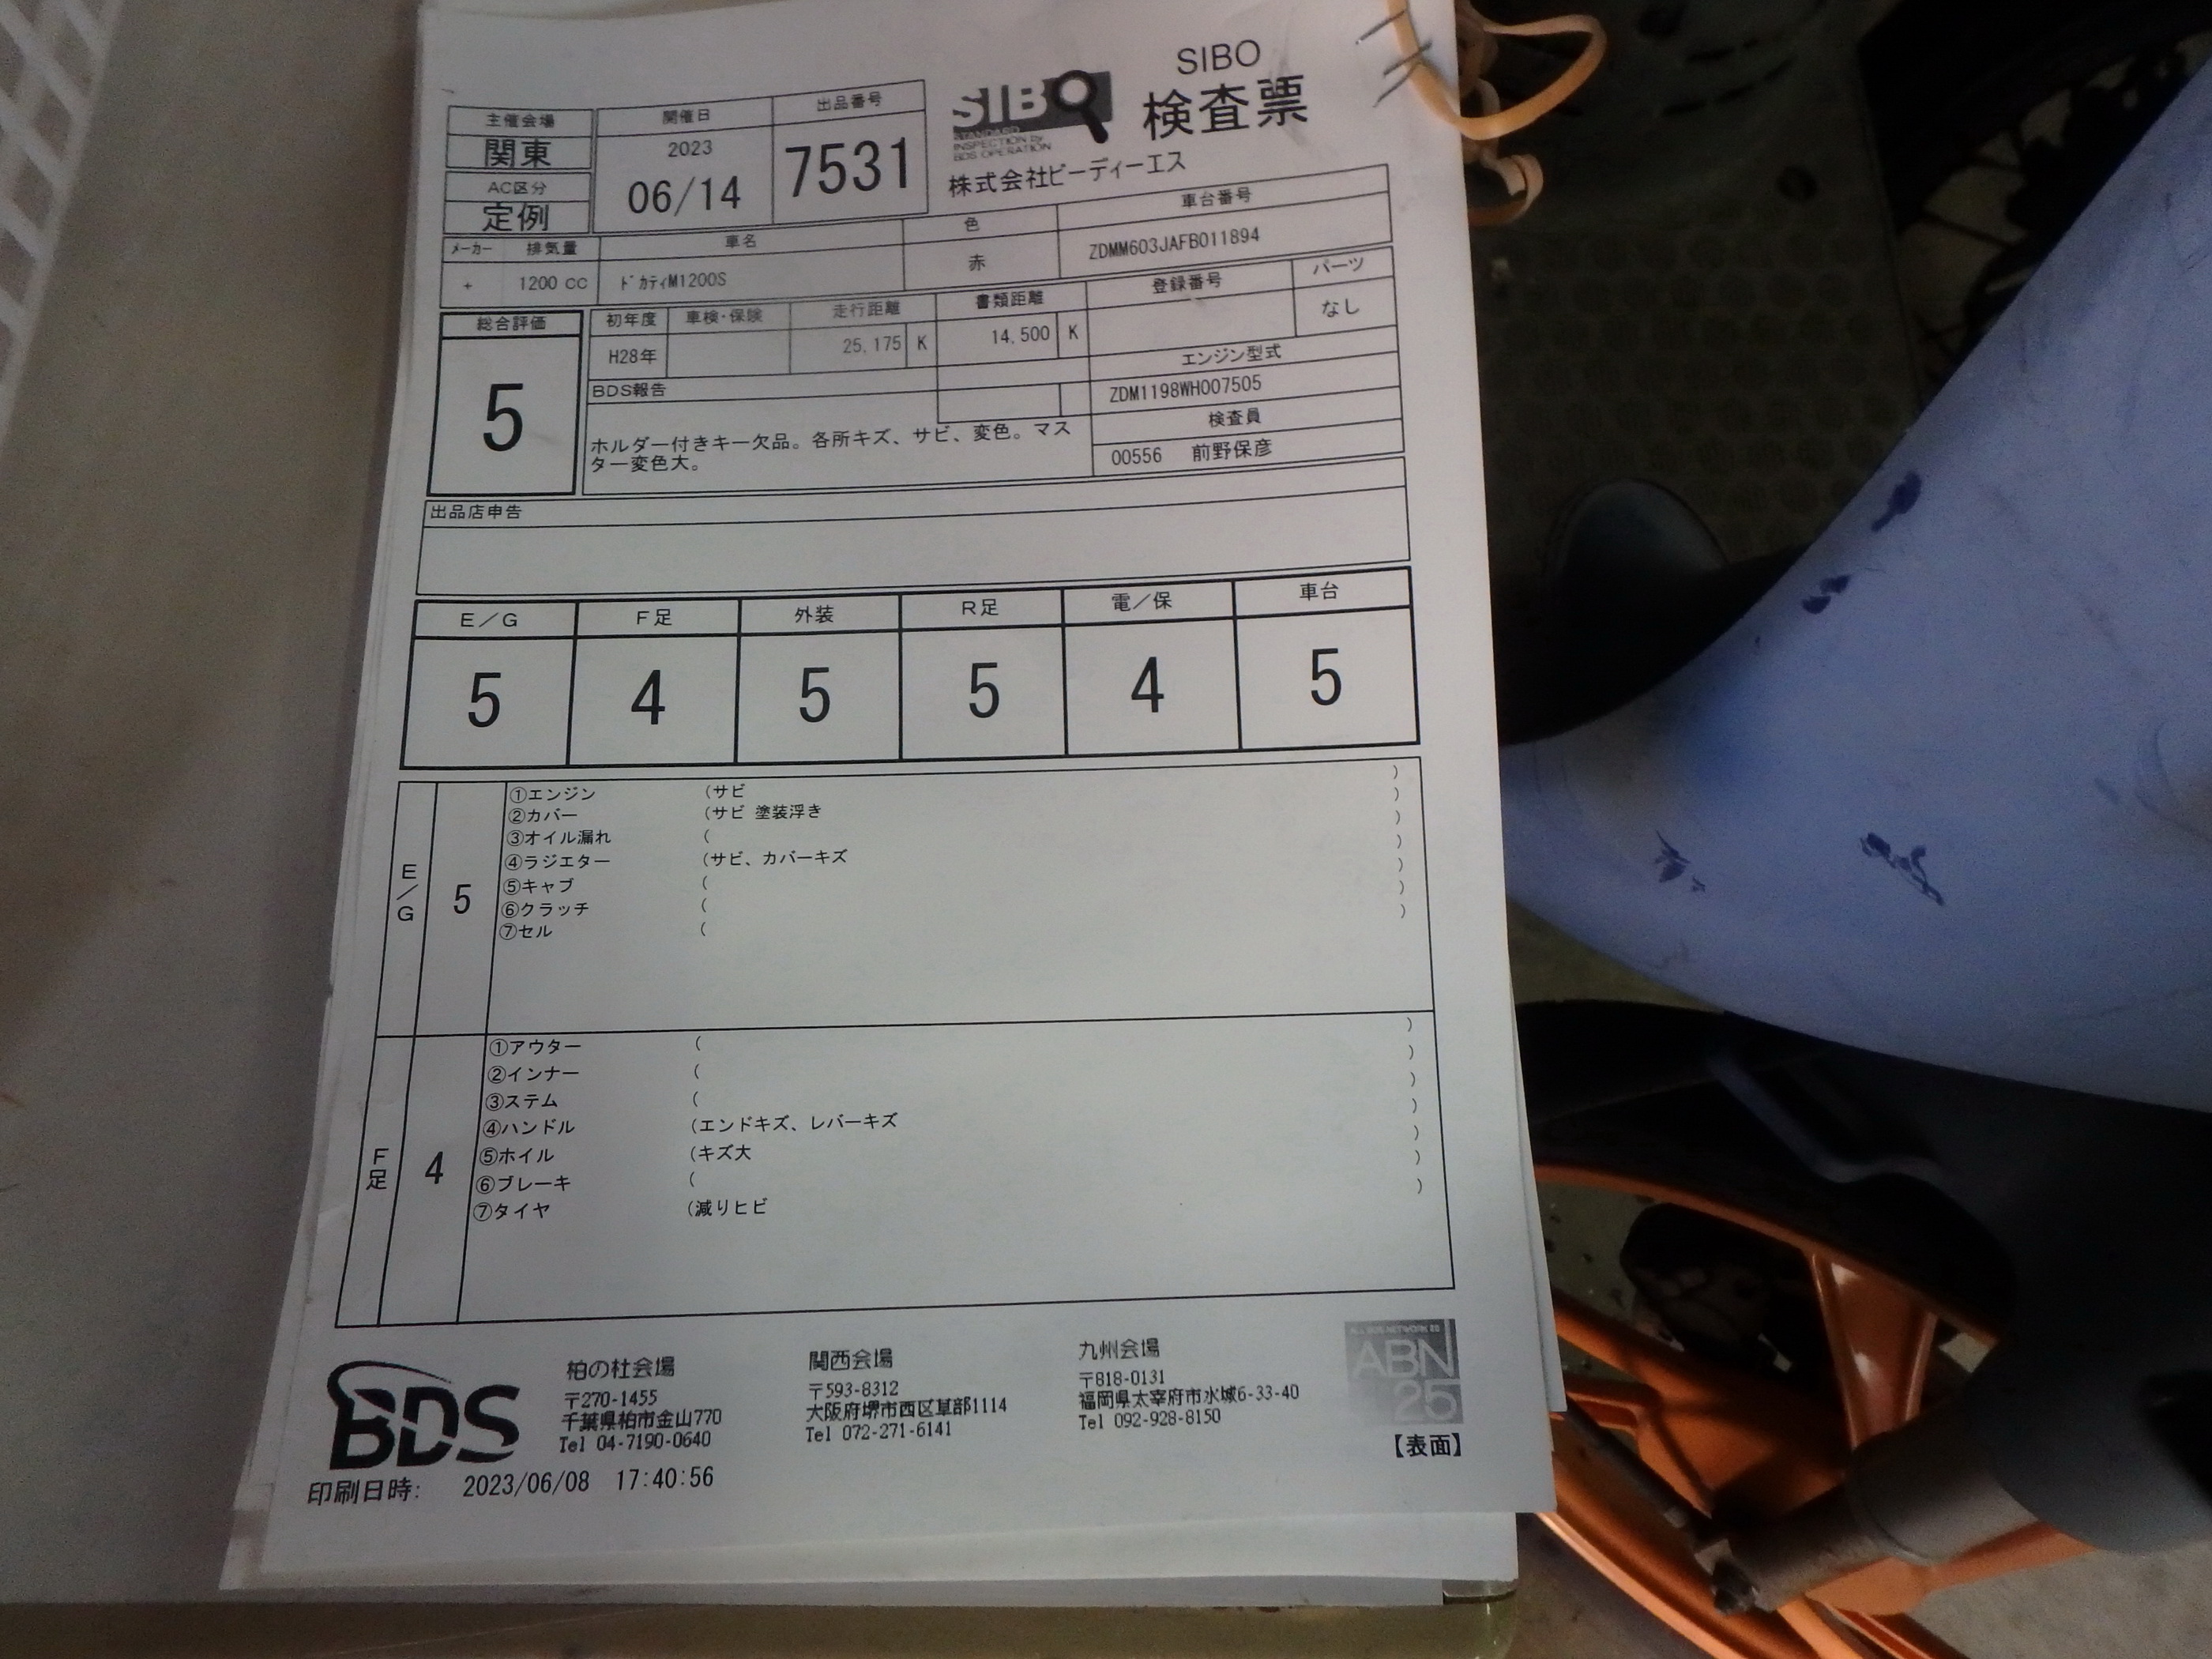 SIBO
STANDARD
INSPECTION by
BDS OPERATION
SIBO
検査票
株式会社ビーディーエス
主催会場
関東
AC区分
定例
開催日
2023
06/14
出品番号
7531
メーカー 排気量 車名 色 車台番号
+ 1200 CC ドカティM1200S 赤 ZDMM603JAFB011894
総合評価
5
初年度 車検・保険 走行距離 書類距離 登録番号 パーツ
H28年 25,175 K 14,500 K なし
エンジン型式
ZDM1198WH007505
検査員
00556 前野保彦
BDS報告
ホルダー付きキー欠品。各所キズ、サビ、変色。マス
ター変色大。
出品店申告
E/G F足 外装 R足 電/保 車台
5 4 5 5 4 5
E/G 5
①エンジン (サビ )
②カバー (サビ 塗装浮き )
③オイル漏れ ( )
④ラジエター (サビ、カバーキズ )
⑤キャブ ( )
⑥クラッチ ( )
⑦セル ( )
F足 4
①アウター ( )
②インナー ( )
③ステム ( )
④ハンドル (エンドキズ、レバーキズ )
⑤ホイル (キズ大 )
⑥ブレーキ ( )
⑦タイヤ (減りヒビ )
BDS
柏の杜会場
〒270-1455
千葉県柏市金山770
Tel 04-7190-0640
関西会場
〒593-8312
大阪府堺市西区草部1114
Tel 072-271-6141
九州会場
〒818-0131
福岡県太宰府市水城6-33-40
Tel 092-928-8150
ABN
25
【表面】
印刷日時: 2023/06/08 17:40:56